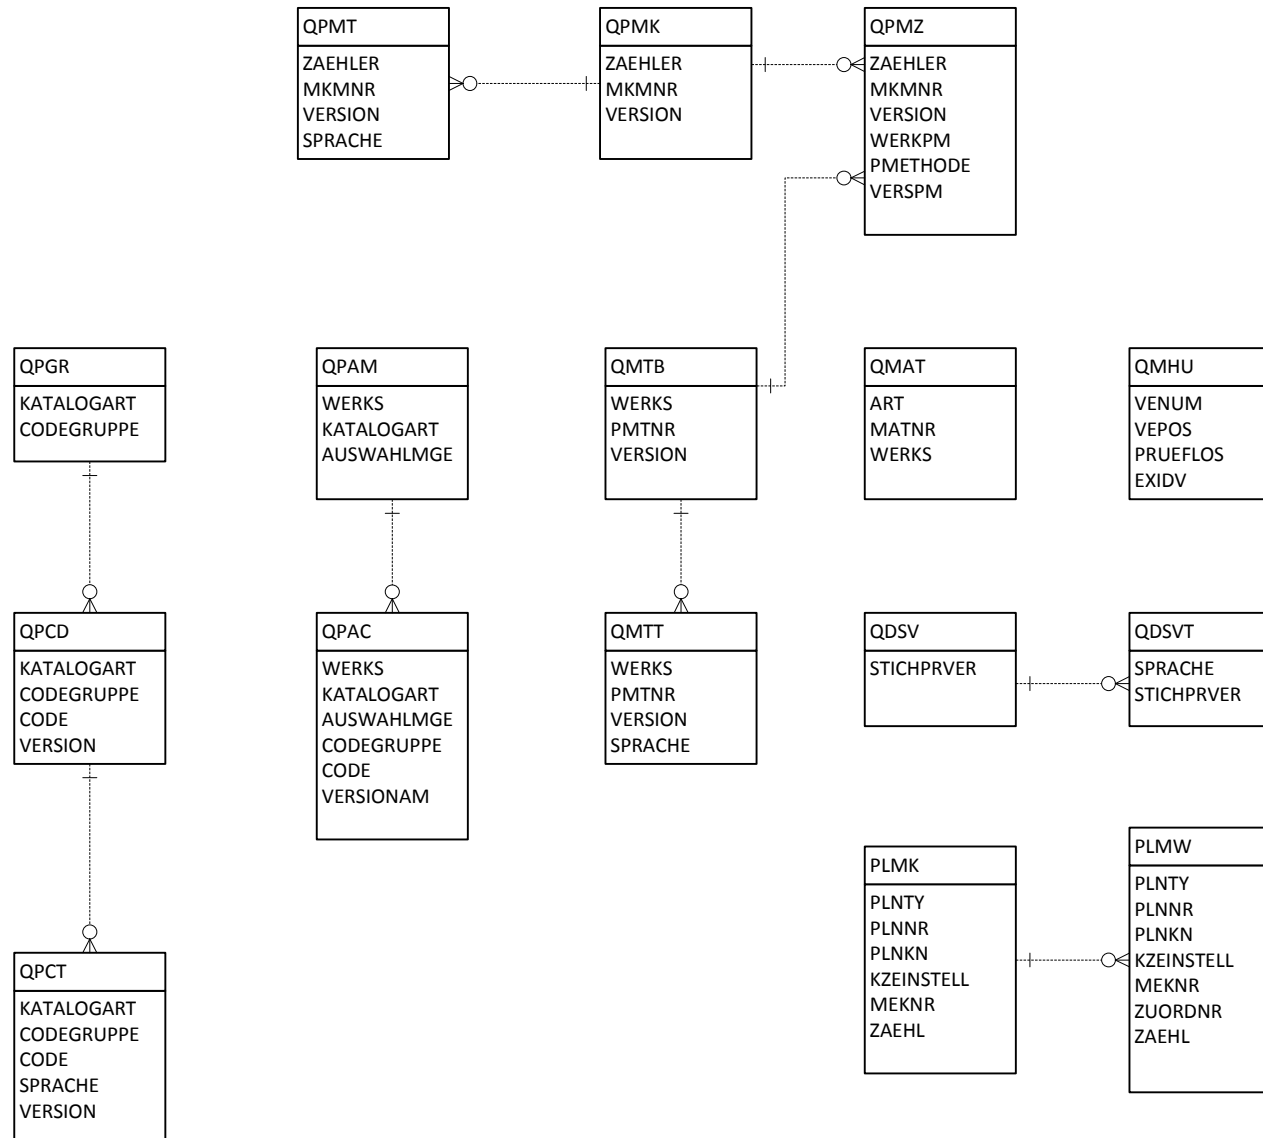 QPMT
ZAEHLER
MKMNR
VERSION
SPRACHE
QPMK
ZAEHLER
MKMNR
VERSION
QPMZ
ZAEHLER
MKMNR
VERSION
WERKPM
PMETHODE
VERSPM
QPGR
KATALOGART
CODEGRUPPE
QPAM
WERKS
KATALOGART
AUSWAHLMGE
QMTB
WERKS
PMTNR
VERSION
QMAT
ART
MATNR
WERKS
QMHU
VENUM
VEPOS
PRUEFLOS
EXIDV
QPCD
KATALOGART
CODEGRUPPE
CODE
VERSION
QPAC
WERKS
KATALOGART
AUSWAHLMGE
CODEGRUPPE
CODE
VERSIONAM
QMTT
WERKS
PMTNR
VERSION
SPRACHE
QDSV
STICHPRVER
QDSVT
SPRACHE
STICHPRVER
PLMK
PLNTY
PLNNR
PLNKN
KZEINSTELL
MEKNR
ZAEHL
PLMW
PLNTY
PLNNR
PLNKN
KZEINSTELL
MEKNR
ZUORDNR
ZAEHL
QPCT
KATALOGART
CODEGRUPPE
CODE
SPRACHE
VERSION